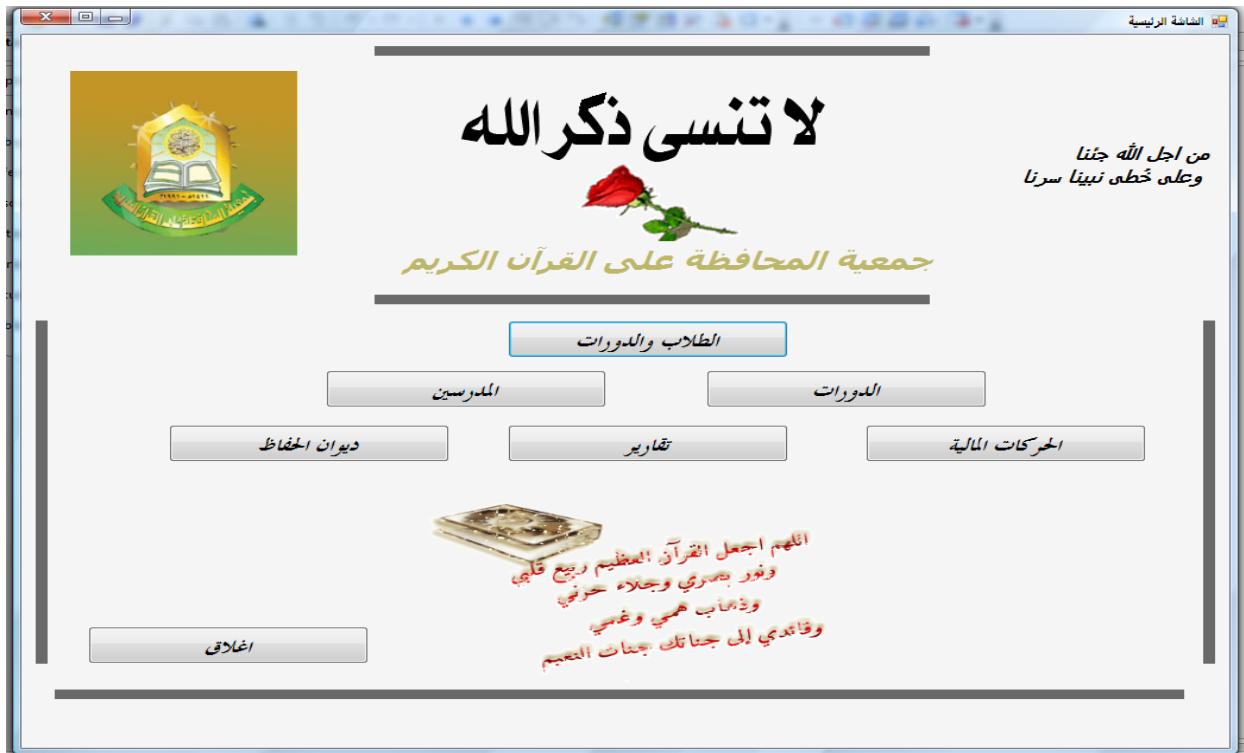 الشاشة الرئيسية
لا تنسى ذكر الله
من اجل الله جئنا
وعلى خُطى نبينا سرنا
جمعية المحافظة على القرآن الكريم
الطلاب والدورات
الدورات
المدرسين
الحركات المالية
تقارير
ديوان الحفاظ
اللهم اجعل القرآن العظيم ربيع قلبي
ونور بصري وجلاء حزني
وذهاب همي وغمي
وقائدي إلى جناتك جنات النعيم
اغلاق